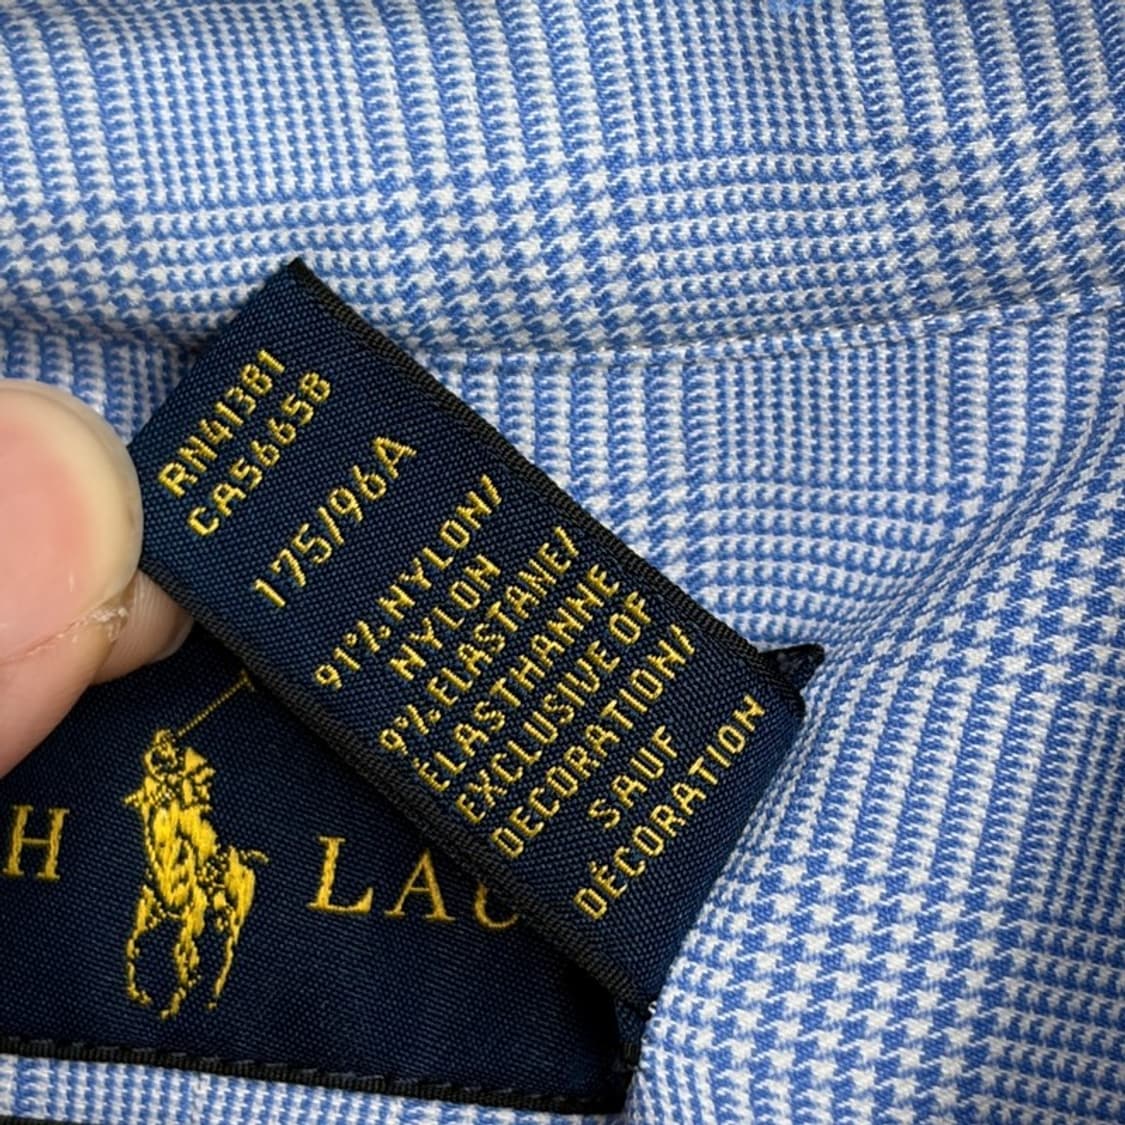 RN41381
CA56658
175/96A
91% NYLON/
NYLON
9% ELASTANE/
ÉLASTHANNE
EXCLUSIVE OF
DECORATION/
SAUF
DÉCORATION
H LAU